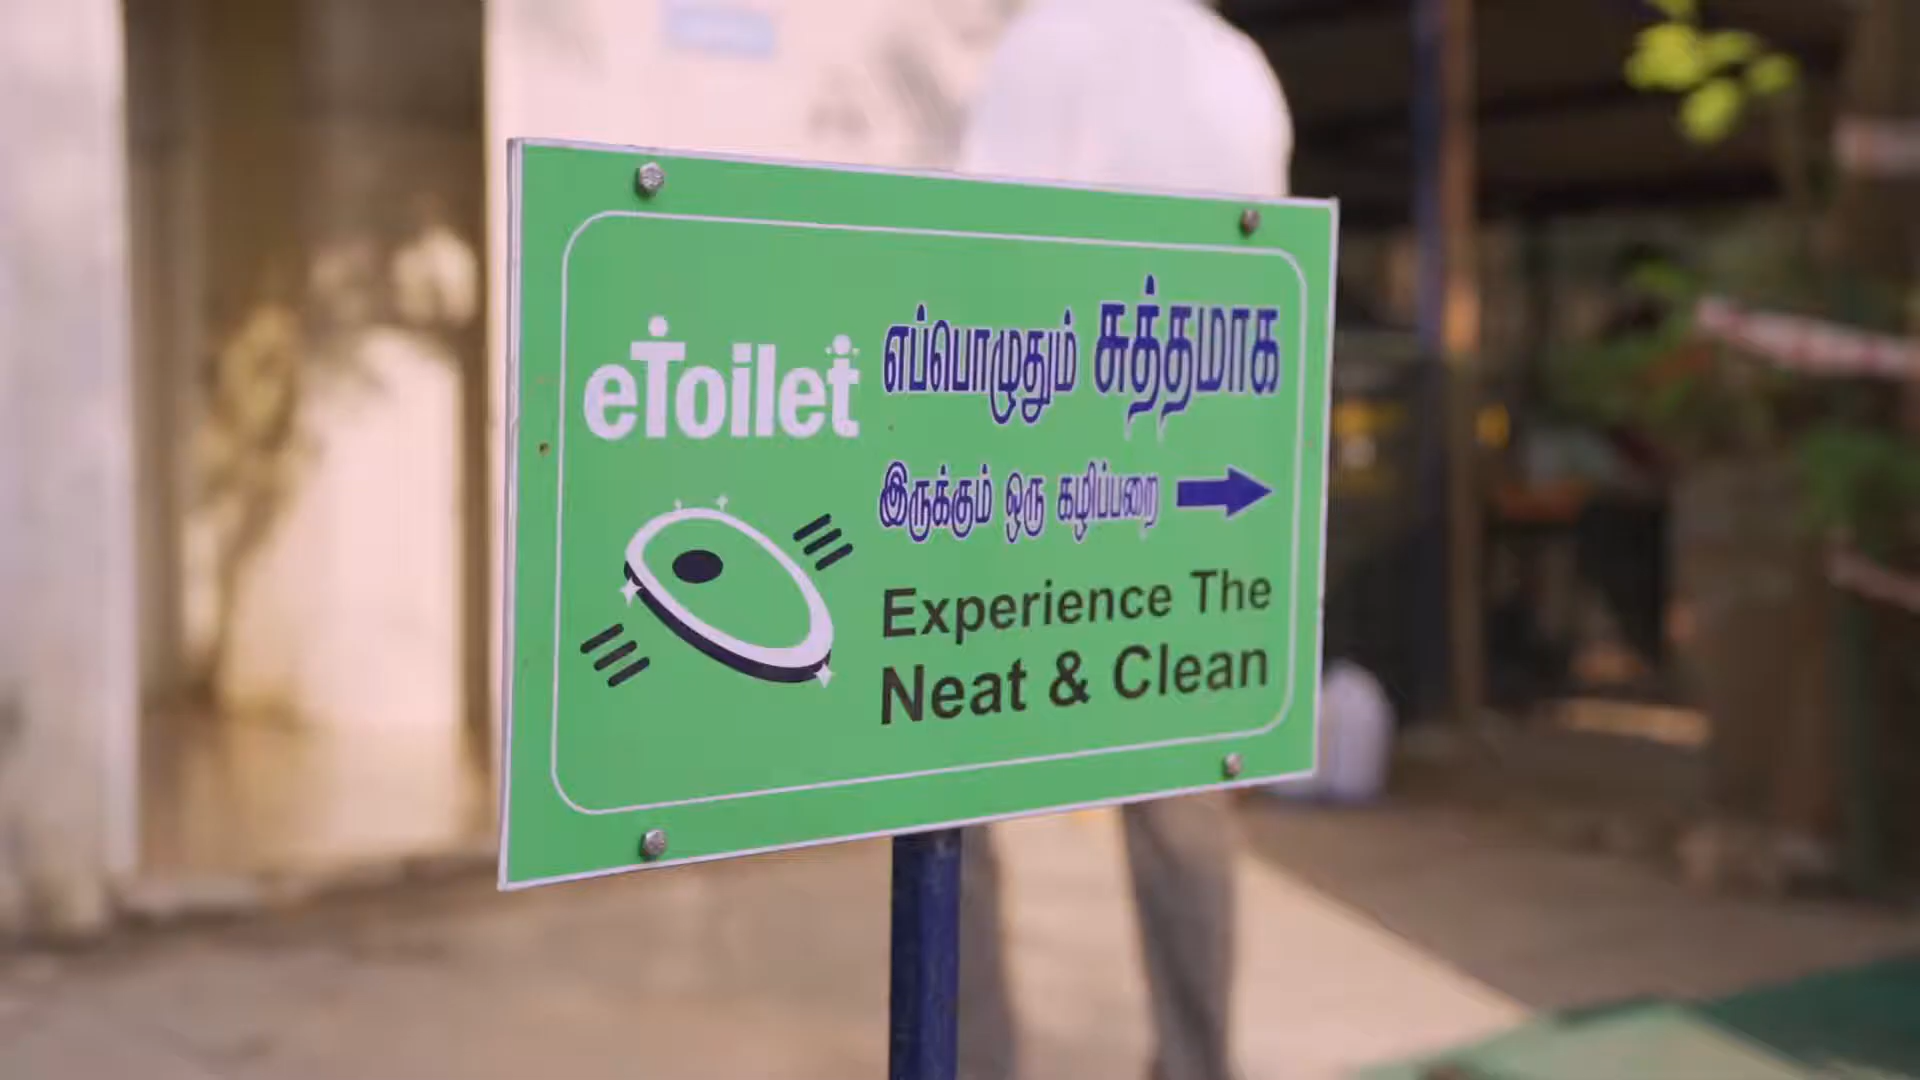 eToilet
எப்பொழுதும் சுத்தமாக
இருக்கும் ஒரு கழிப்பறை
Experience The
Neat & Clean